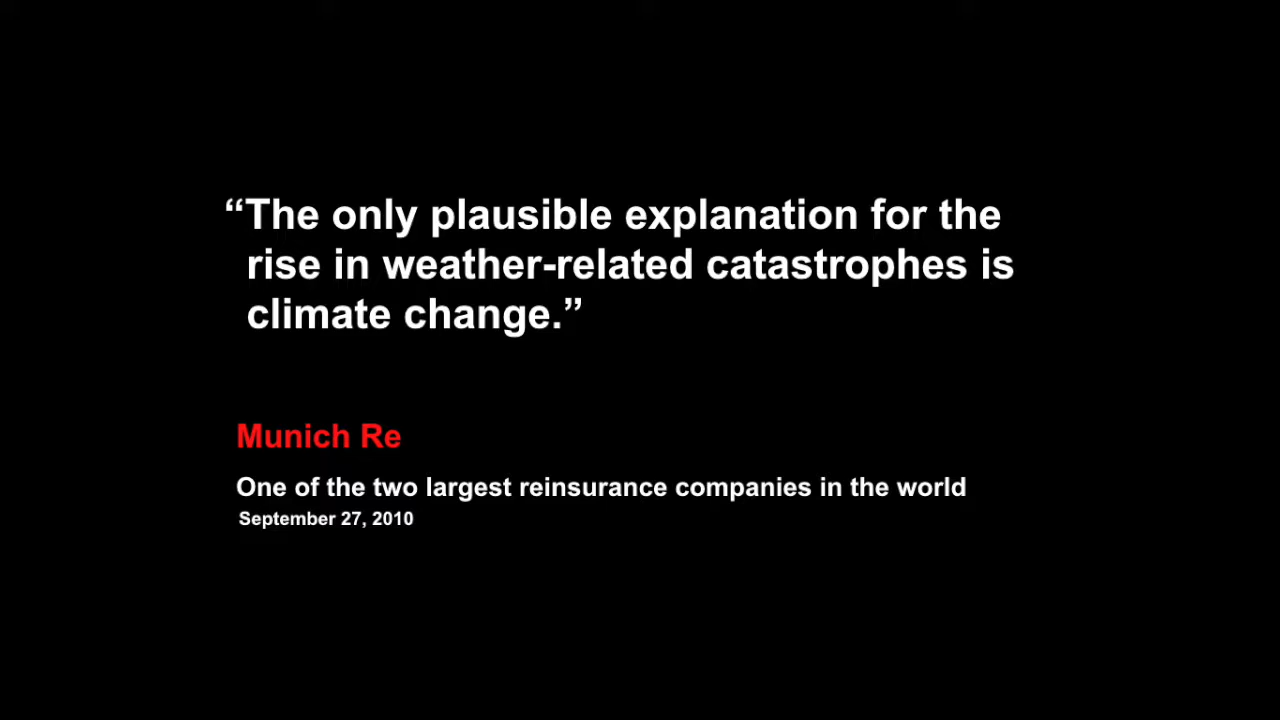 “The only plausible explanation for the
rise in weather-related catastrophes is
climate change.”
Munich Re
One of the two largest reinsurance companies in the world
September 27, 2010